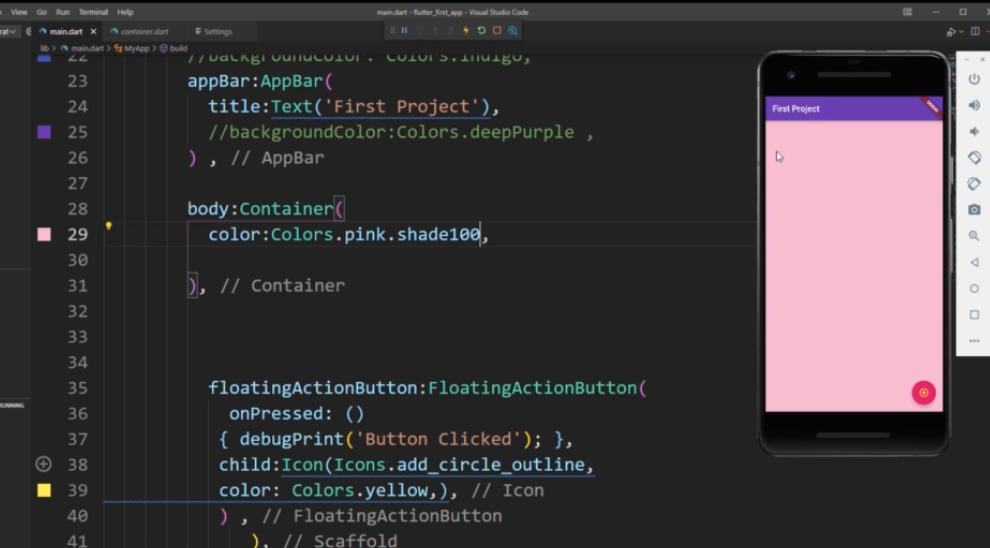 View Go Run Terminal Help
main.dart - flutter_first_app - Visual Studio Code
main.dart
container.dart
Settings
lib > main.dart > MyApp > build
22 //backgroundColor: Colors.indigo,
23 appBar:AppBar(
24 title:Text('First Project'),
25 //backgroundColor:Colors.deepPurple ,
26 ) , // AppBar
27
28 body:Container(
29 color:Colors.pink.shade100,
30
31 ), // Container
32
33
34
35 floatingActionButton:FloatingActionButton(
36 onPressed: ()
37 { debugPrint('Button Clicked'); },
38 child:Icon(Icons.add_circle_outline,
39 color: Colors.yellow,), // Icon
40 ) , // FloatingActionButton
41 ), // Scaffold
First Project
DEBUG